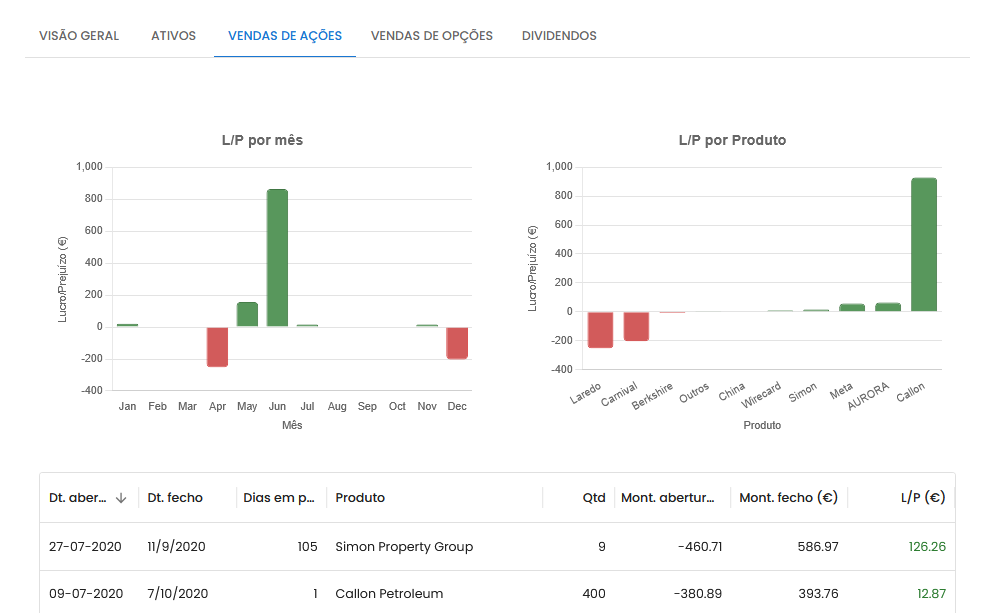 VISÃO GERAL ATIVOS VENDAS DE AÇÕES VENDAS DE OPÇÕES DIVIDENDOS
L/P por mês
1,000
800
600
400
200
0
-200
-400
Lucro/Prejuízo (€)
Jan Feb Mar Apr May Jun Jul Aug Sep Oct Nov Dec
Mês
L/P por Produto
1,000
800
600
400
200
0
-200
-400
Lucro/Prejuízo (€)
Laredo Carnival Berkshire Outros China Wirecard Simon Meta AURORA Callon
Produto
Dt. aber... Dt. fecho Dias em p... Produto Qtd Mont. abertur... Mont. fecho (€) L/P (€)
27-07-2020 11/9/2020 105 Simon Property Group 9 -460.71 586.97 126.26
09-07-2020 7/10/2020 1 Callon Petroleum 400 -380.89 393.76 12.87